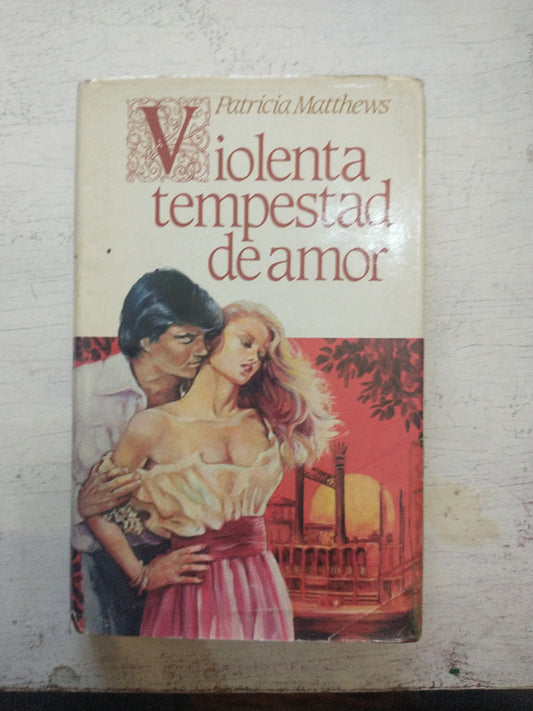 Patricia Matthews
Violenta
tempestad
de amor